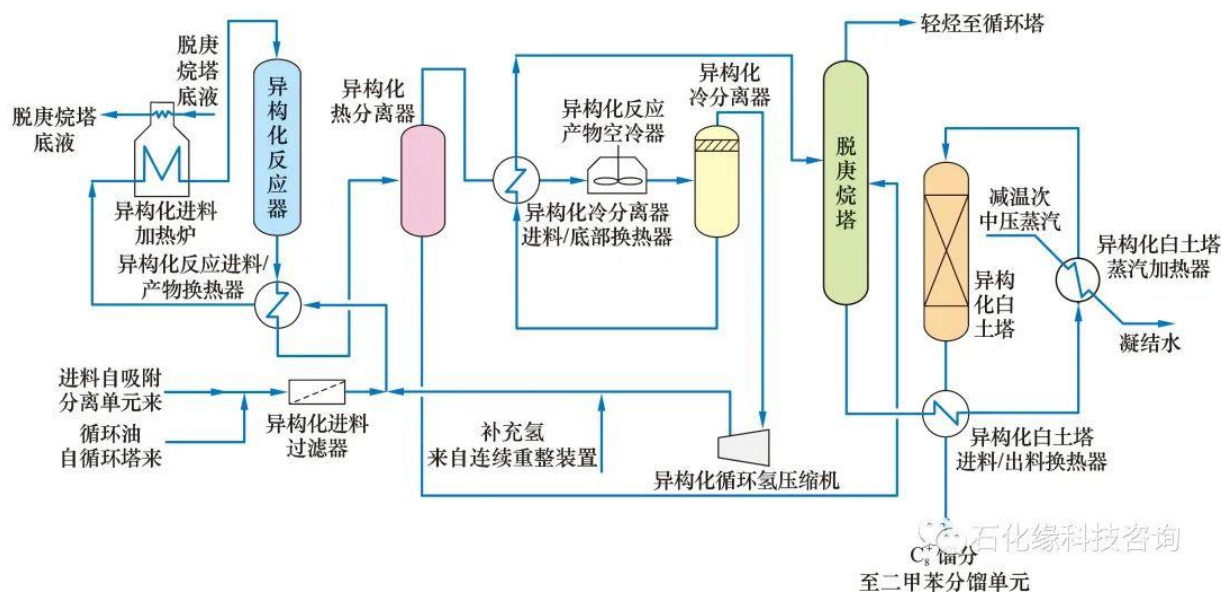 脱庚
烷塔
底液
脱庚烷塔
底液
异构化进料
加热炉
异
构
化
反
应
器
异构化反应进料/
产物换热器
进料自吸附
分离单元来
循环油
自循环塔来
异构化进料
过滤器
异构化
热分离器
异构化反应
产物空冷器
异构化
冷分离器
异构化冷分离器
进料/底部换热器
补充氢
来自连续重整装置
异构化循环氢压缩机
轻烃至循环塔
脱
庚
烷
塔
减温次
中压蒸汽
异构化白土塔
蒸汽加热器
异构
化白
土塔
凝结水
异构化白土塔
进料/出料换热器
石化缘科技咨询
C₈⁺馏分
至二甲苯分馏单元